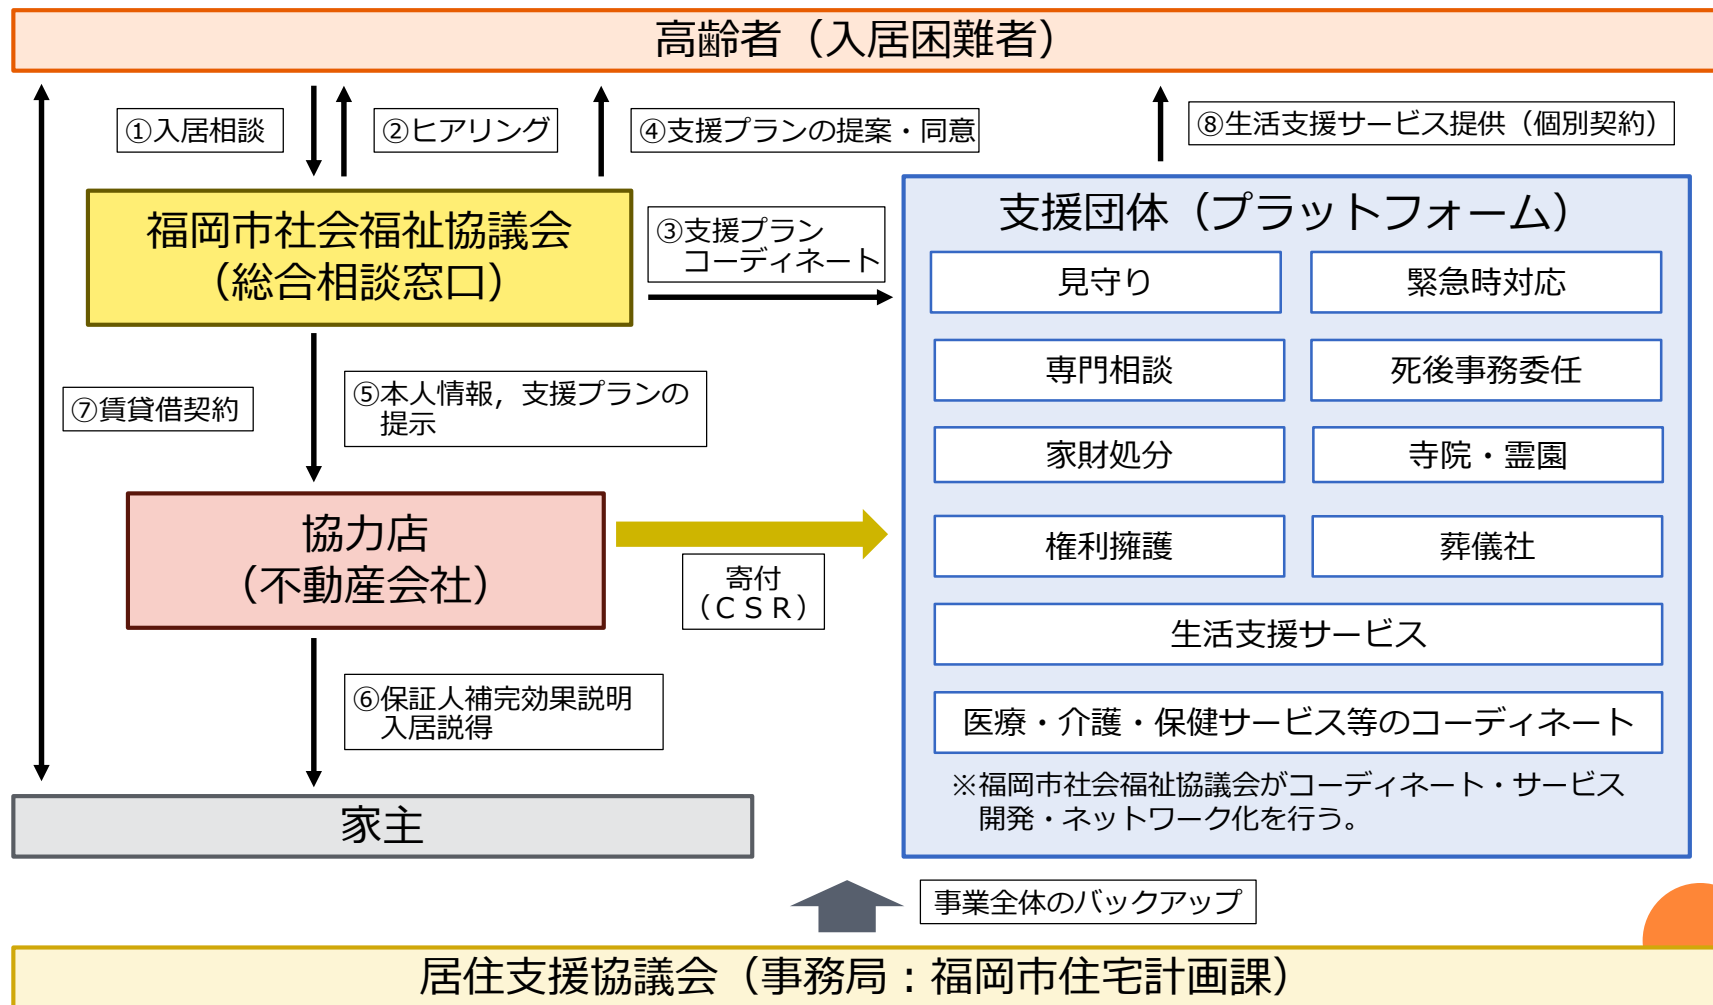 高齢者（入居困難者）
①入居相談
②ヒアリング
④支援プランの提案・同意
⑧生活支援サービス提供（個別契約）
福岡市社会福祉協議会
（総合相談窓口）
③支援プラン
コーディネート
支援団体（プラットフォーム）
見守り
緊急時対応
専門相談
死後事務委任
家財処分
寺院・霊園
権利擁護
葬儀社
生活支援サービス
医療・介護・保健サービス等のコーディネート
※福岡市社会福祉協議会がコーディネート・サービス
開発・ネットワーク化を行う。
⑦賃貸借契約
⑤本人情報，支援プランの
提示
協力店
（不動産会社）
寄付
（ＣＳＲ）
⑥保証人補完効果説明
入居説得
家主
事業全体のバックアップ
居住支援協議会（事務局：福岡市住宅計画課）